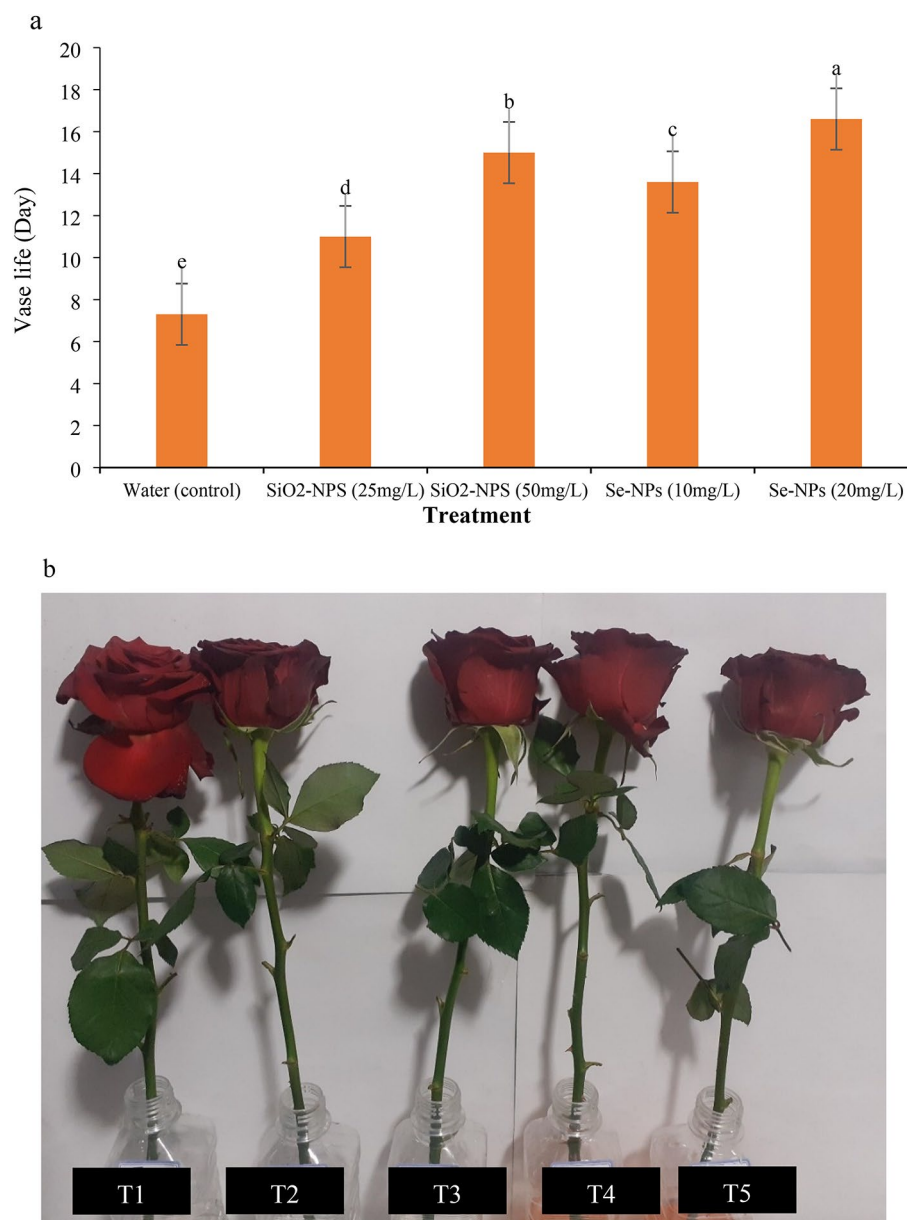 a
20
18
16
14
12
10
8
6
4
2
0
Vase life (Day)
e
d
b
c
a
Water (control) SiO2-NPS (25mg/L) SiO2-NPS (50mg/L) Se-NPs (10mg/L) Se-NPs (20mg/L)
Treatment
b
T1 T2 T3 T4 T5